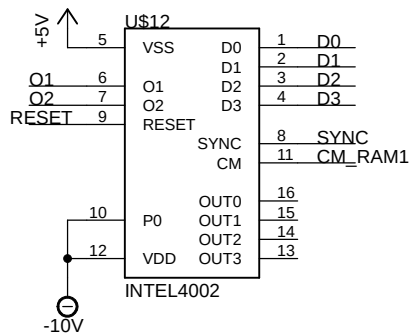 U$12
+5V
5 VSS D0 1 D0
D1 2 D1
O1 6 O1 D2 3 D2
O2 7 O2 D3 4 D3
RESET 9 RESET
SYNC 8 SYNC
CM 11 CM_RAM1
OUT0 16
10 P0 OUT1 15
OUT2 14
12 VDD OUT3 13
INTEL4002
-10V